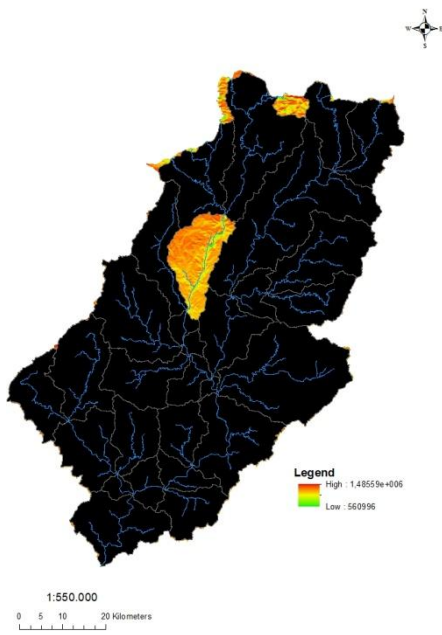 N
W E
S
Legend
High : 1,48559e+006
Low : 560996
1:550.000
0 5 10 20 Kilometers